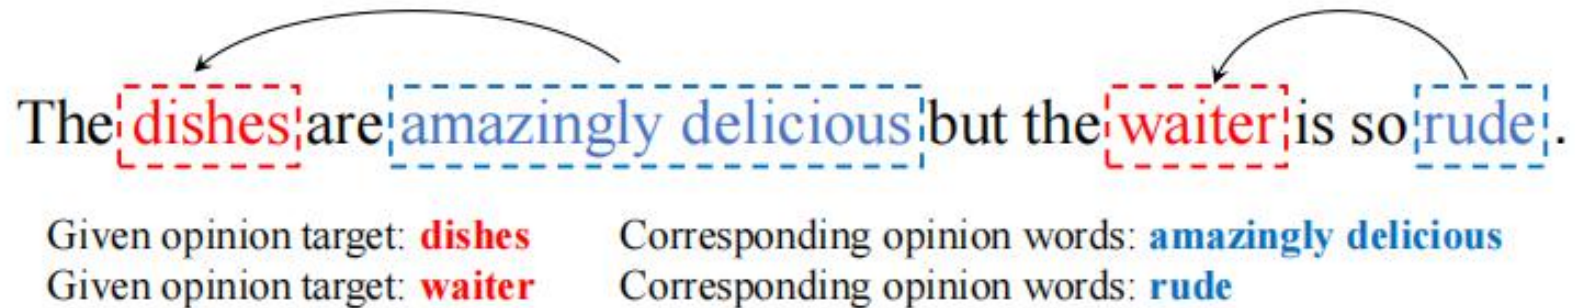 The dishes are amazingly delicious but the waiter is so rude.
Given opinion target: dishes Corresponding opinion words: amazingly delicious
Given opinion target: waiter Corresponding opinion words: rude